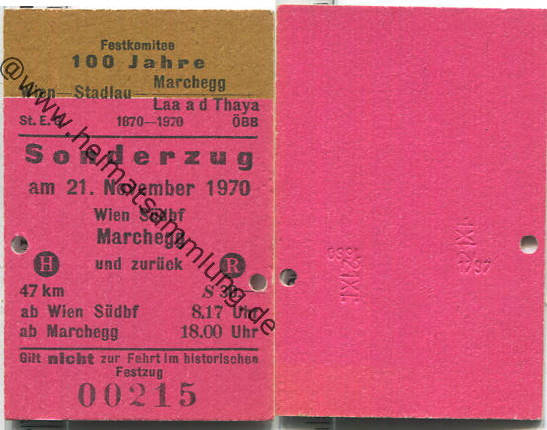 Festkomitee
100 Jahre
Wien—Stadlau— Marchegg
Laa a d Thaya
St. E. 1870—1970 ÖBB
Sonderzug
am 21. November 1970
Wien Südbf
Marchegg
H und zurück R
47 km S
ab Wien Südbf 8.17 Uhr
ab Marchegg 18.00 Uhr
Gilt nicht zur Fahrt im historischen
Festzug
00215
@www.heimatsammlung.de